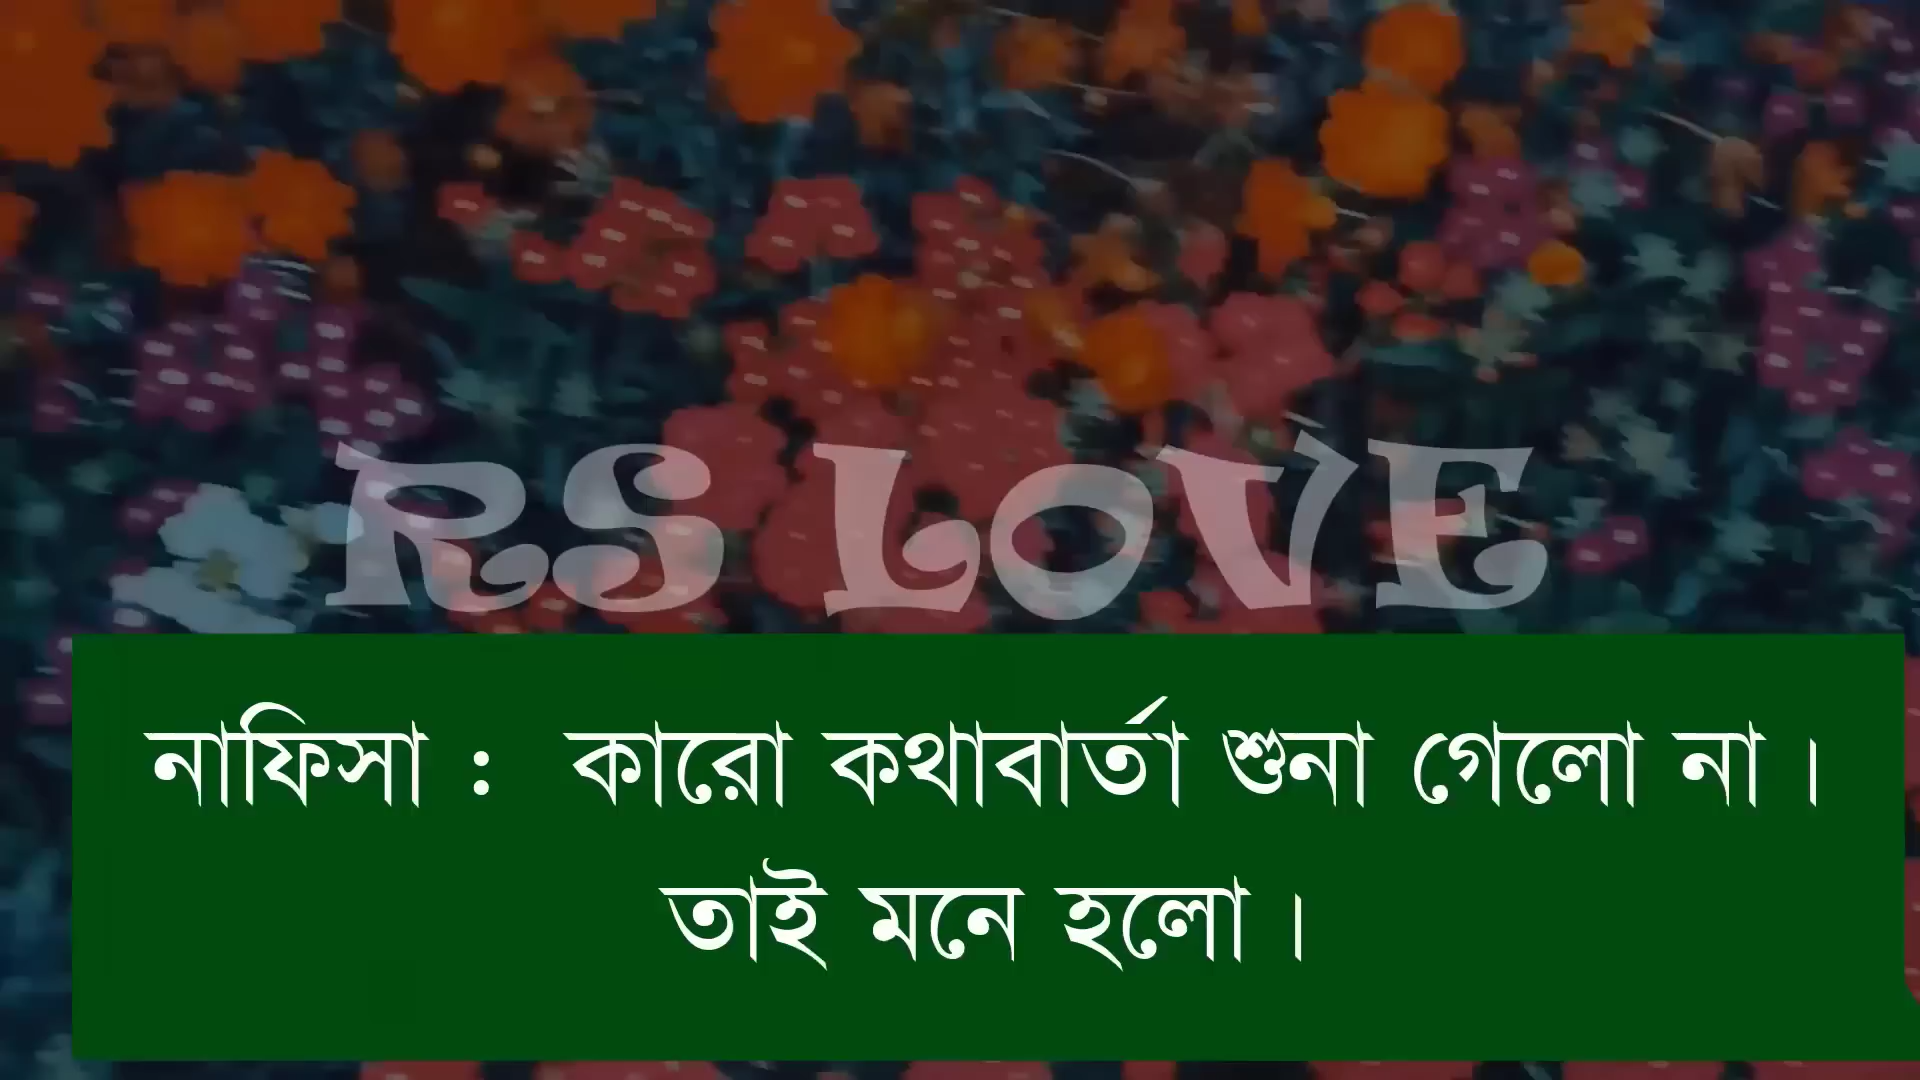 RS LOVE
নাফিসা : কারো কথাবার্তা শুনা গেলো না।
তাই মনে হলো।